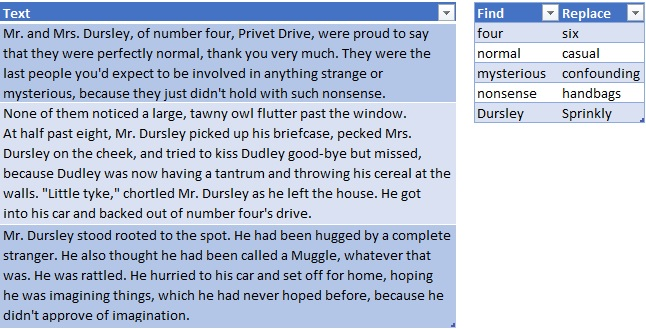 Text
Mr. and Mrs. Dursley, of number four, Privet Drive, were proud to say
that they were perfectly normal, thank you very much. They were the
last people you'd expect to be involved in anything strange or
mysterious, because they just didn't hold with such nonsense.
None of them noticed a large, tawny owl flutter past the window.
At half past eight, Mr. Dursley picked up his briefcase, pecked Mrs.
Dursley on the cheek, and tried to kiss Dudley good-bye but missed,
because Dudley was now having a tantrum and throwing his cereal at the
walls. "Little tyke," chortled Mr. Dursley as he left the house. He got
into his car and backed out of number four's drive.
Mr. Dursley stood rooted to the spot. He had been hugged by a complete
stranger. He also thought he had been called a Muggle, whatever that
was. He was rattled. He hurried to his car and set off for home, hoping
he was imagining things, which he had never hoped before, because he
didn't approve of imagination.
Find Replace
four six
normal casual
mysterious confounding
nonsense handbags
Dursley Sprinkly